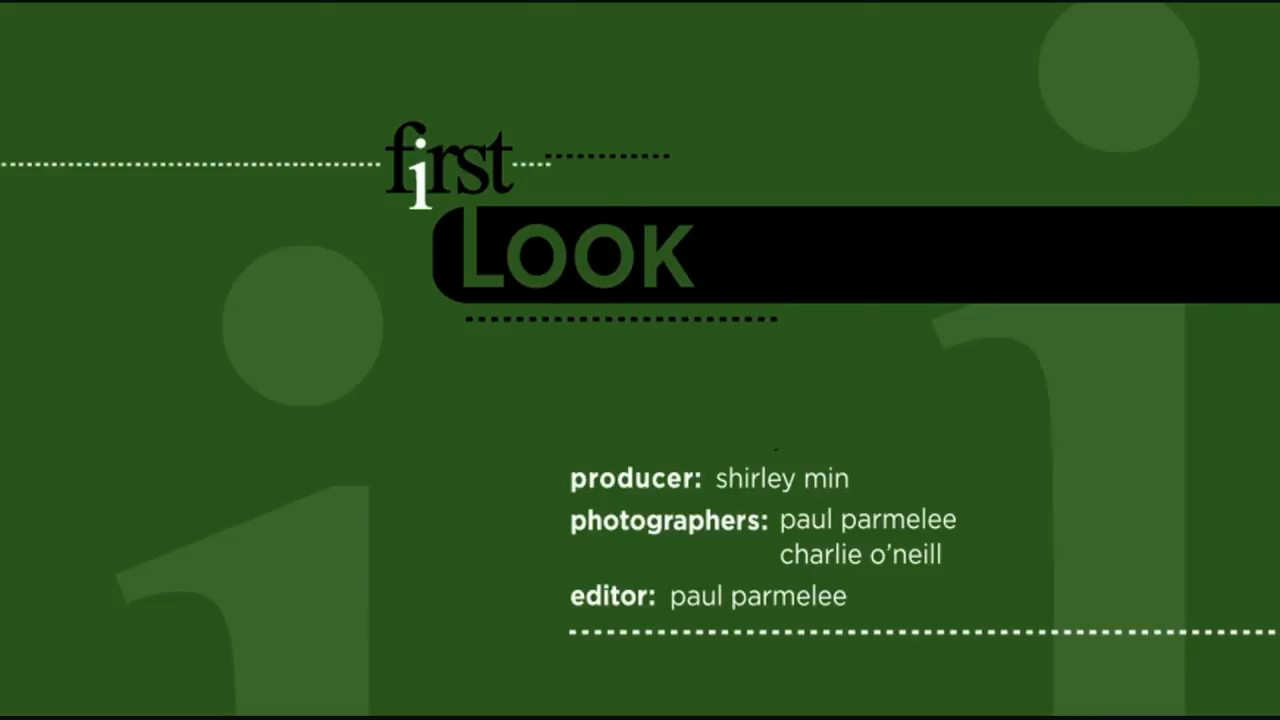 first
LOOK
producer: shirley min
photographers: paul parmelee
charlie o’neill
editor: paul parmelee